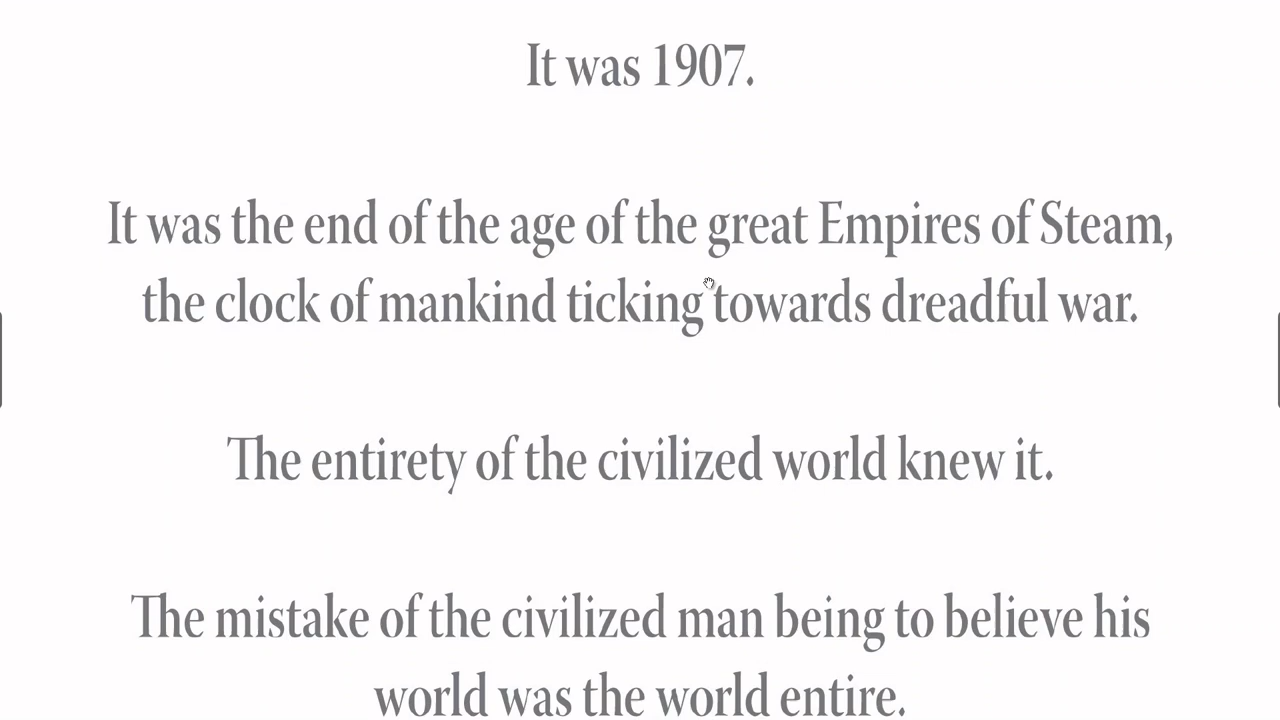 It was 1907.
It was the end of the age of the great Empires of Steam,
the clock of mankind ticking towards dreadful war.
The entirety of the civilized world knew it.
The mistake of the civilized man being to believe his
world was the world entire.